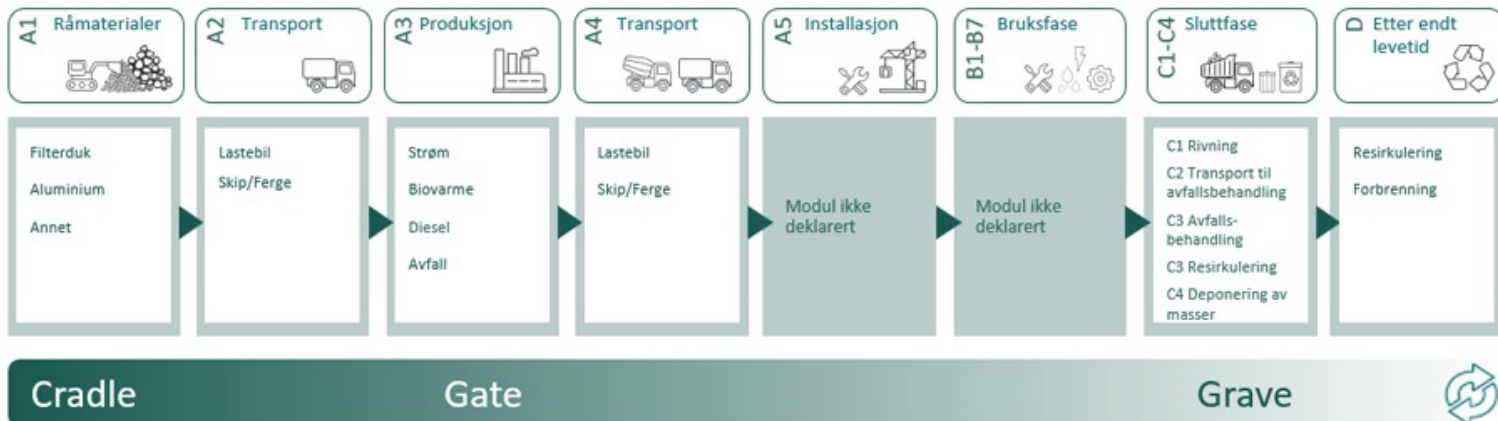 A1 Råmaterialer
A2 Transport
A3 Produksjon
A4 Transport
A5 Installasjon
B1-B7 Bruksfase
C1-C4 Sluttfase
D Etter endt
levetid
Filterduk
Aluminium
Annet
Lastebil
Skip/Ferge
Strøm
Biovarme
Diesel
Avfall
Lastebil
Skip/Ferge
Modul ikke
deklarert
Modul ikke
deklarert
C1 Rivning
C2 Transport til
avfallsbehandling
C3 Avfalls-
behandling
C3 Resirkulering
C4 Deponering av
masser
Resirkulering
Forbrenning
Cradle
Gate
Grave